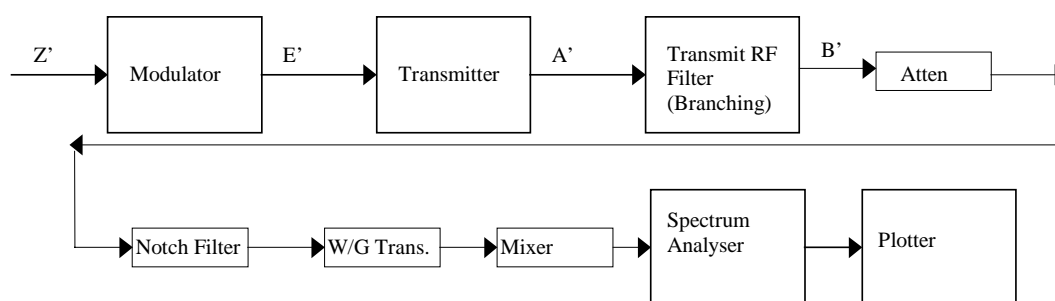 Z’
Modulator
E’
Transmitter
A’
Transmit RF
Filter
(Branching)
B’
Atten
Notch Filter
W/G Trans.
Mixer
Spectrum
Analyser
Plotter